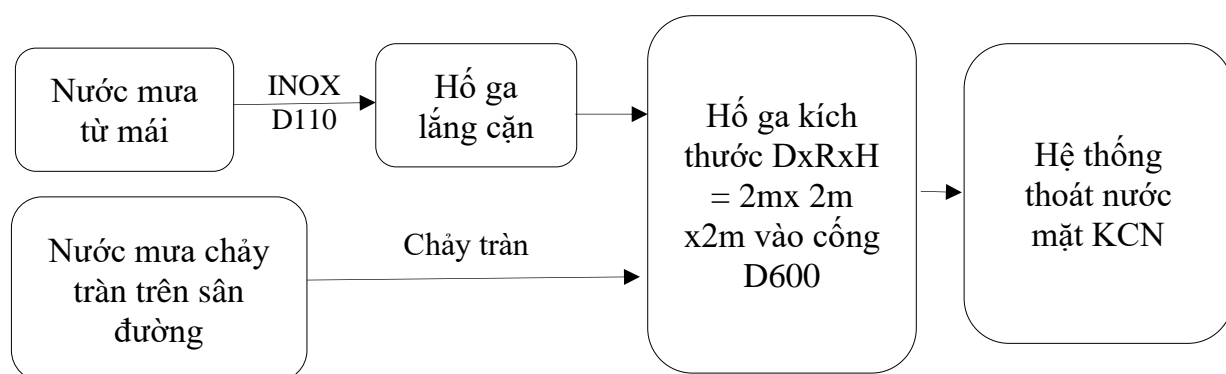 Nước mưa
từ mái
INOX
D110
Hố ga
lắng cặn
Nước mưa chảy
tràn trên sân
đường
Chảy tràn
Hố ga kích
thước DxRxH
= 2mx 2m
x2m vào cống
D600
Hệ thống
thoát nước
mặt KCN